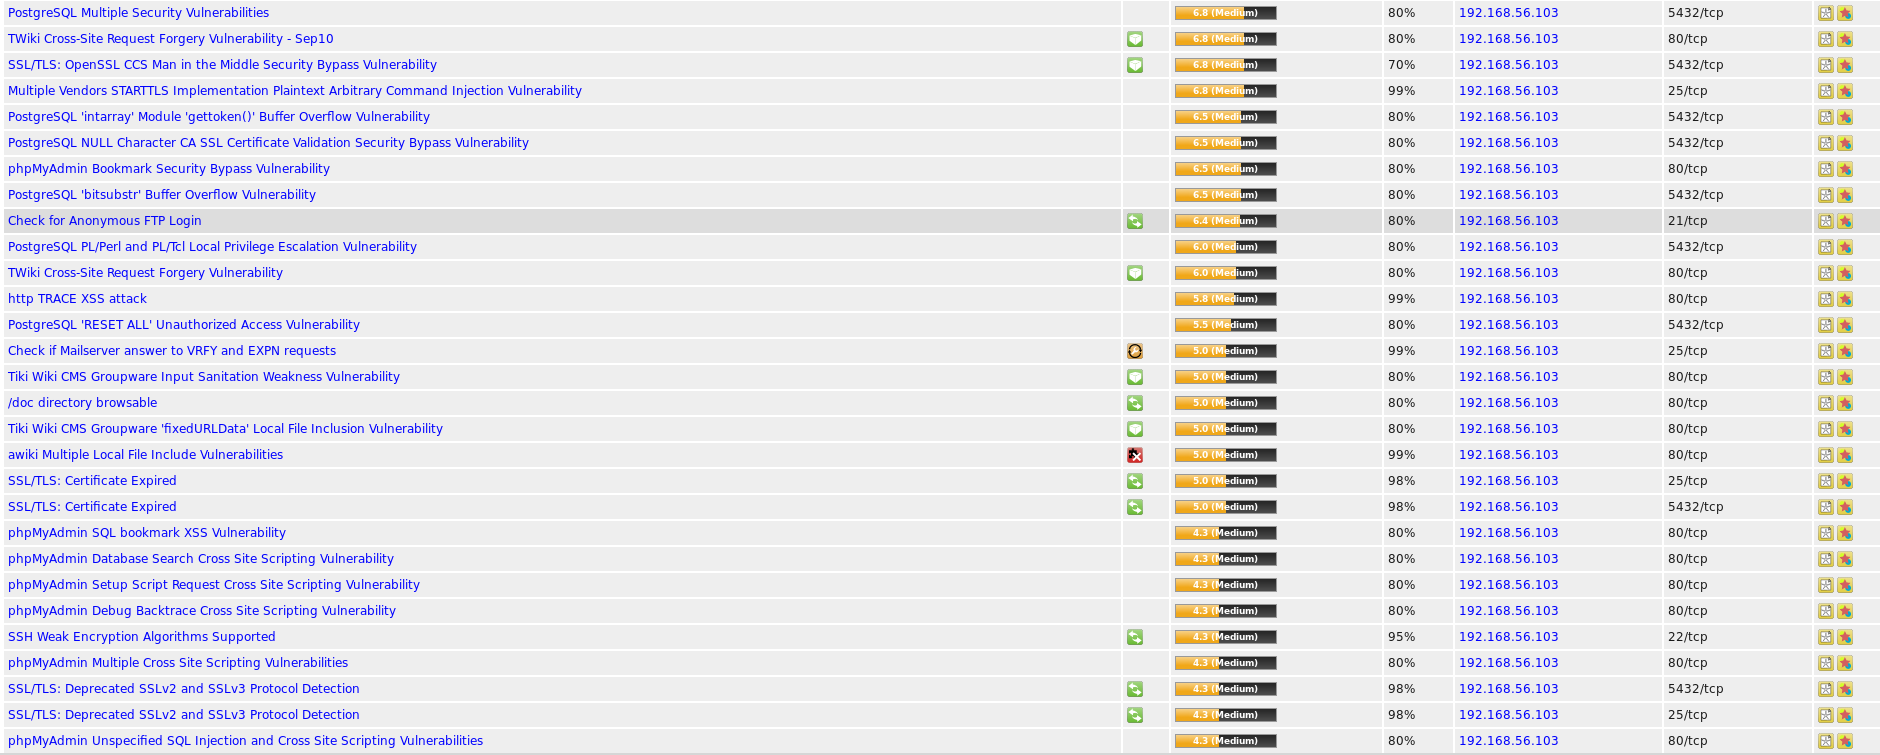 PostgreSQL Multiple Security Vulnerabilities 6.8 (Medium) 80% 192.168.56.103 5432/tcp
TWiki Cross-Site Request Forgery Vulnerability - Sep10 6.8 (Medium) 80% 192.168.56.103 80/tcp
SSL/TLS: OpenSSL CCS Man in the Middle Security Bypass Vulnerability 6.8 (Medium) 70% 192.168.56.103 5432/tcp
Multiple Vendors STARTTLS Implementation Plaintext Arbitrary Command Injection Vulnerability 6.8 (Medium) 99% 192.168.56.103 25/tcp
PostgreSQL 'intarray' Module 'gettoken()' Buffer Overflow Vulnerability 6.5 (Medium) 80% 192.168.56.103 5432/tcp
PostgreSQL NULL Character CA SSL Certificate Validation Security Bypass Vulnerability 6.5 (Medium) 80% 192.168.56.103 5432/tcp
phpMyAdmin Bookmark Security Bypass Vulnerability 6.5 (Medium) 80% 192.168.56.103 80/tcp
PostgreSQL 'bitsubstr' Buffer Overflow Vulnerability 6.5 (Medium) 80% 192.168.56.103 5432/tcp
Check for Anonymous FTP Login 6.4 (Medium) 80% 192.168.56.103 21/tcp
PostgreSQL PL/Perl and PL/Tcl Local Privilege Escalation Vulnerability 6.0 (Medium) 80% 192.168.56.103 5432/tcp
TWiki Cross-Site Request Forgery Vulnerability 6.0 (Medium) 80% 192.168.56.103 80/tcp
http TRACE XSS attack 5.8 (Medium) 99% 192.168.56.103 80/tcp
PostgreSQL 'RESET ALL' Unauthorized Access Vulnerability 5.5 (Medium) 80% 192.168.56.103 5432/tcp
Check if Mailserver answer to VRFY and EXPN requests 5.0 (Medium) 99% 192.168.56.103 25/tcp
Tiki Wiki CMS Groupware Input Sanitation Weakness Vulnerability 5.0 (Medium) 80% 192.168.56.103 80/tcp
/doc directory browsable 5.0 (Medium) 80% 192.168.56.103 80/tcp
Tiki Wiki CMS Groupware 'fixedURLData' Local File Inclusion Vulnerability 5.0 (Medium) 80% 192.168.56.103 80/tcp
awiki Multiple Local File Include Vulnerabilities 5.0 (Medium) 99% 192.168.56.103 80/tcp
SSL/TLS: Certificate Expired 5.0 (Medium) 98% 192.168.56.103 25/tcp
SSL/TLS: Certificate Expired 5.0 (Medium) 98% 192.168.56.103 5432/tcp
phpMyAdmin SQL bookmark XSS Vulnerability 4.3 (Medium) 80% 192.168.56.103 80/tcp
phpMyAdmin Database Search Cross Site Scripting Vulnerability 4.3 (Medium) 80% 192.168.56.103 80/tcp
phpMyAdmin Setup Script Request Cross Site Scripting Vulnerability 4.3 (Medium) 80% 192.168.56.103 80/tcp
phpMyAdmin Debug Backtrace Cross Site Scripting Vulnerability 4.3 (Medium) 80% 192.168.56.103 80/tcp
SSH Weak Encryption Algorithms Supported 4.3 (Medium) 95% 192.168.56.103 22/tcp
phpMyAdmin Multiple Cross Site Scripting Vulnerabilities 4.3 (Medium) 80% 192.168.56.103 80/tcp
SSL/TLS: Deprecated SSLv2 and SSLv3 Protocol Detection 4.3 (Medium) 98% 192.168.56.103 5432/tcp
SSL/TLS: Deprecated SSLv2 and SSLv3 Protocol Detection 4.3 (Medium) 98% 192.168.56.103 25/tcp
phpMyAdmin Unspecified SQL Injection and Cross Site Scripting Vulnerabilities 4.3 (Medium) 80% 192.168.56.103 80/tcp